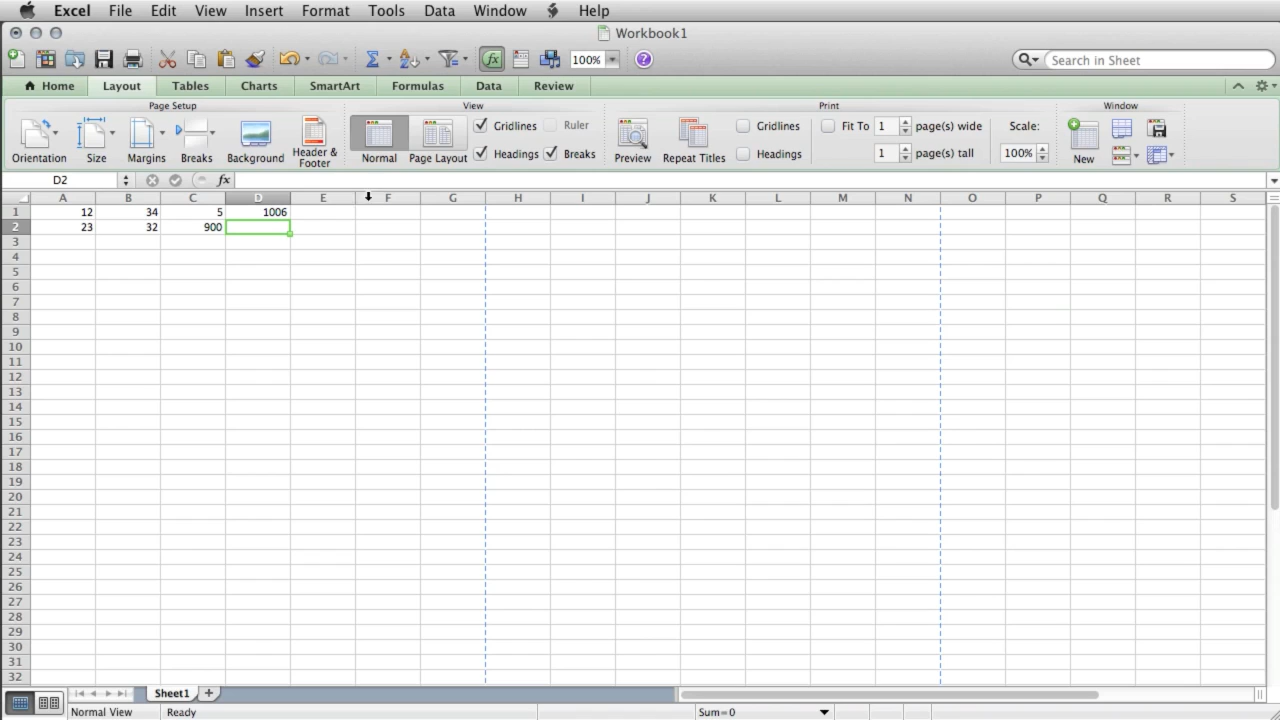 Excel File Edit View Insert Format Tools Data Window Help
Workbook1
100% Search in Sheet
Home Layout Tables Charts SmartArt Formulas Data Review
Page Setup View Print Window
Gridlines Ruler Gridlines Fit To 1 page(s) wide Scale:
Orientation Size Margins Breaks Background Header & Footer Normal Page Layout Headings Breaks Preview Repeat Titles Headings 1 page(s) tall 100% New
D2 fx
A B C D E F G H I J K L M N O P Q R S
1 12 34 5 1006
2 23 32 900
3
4
5
6
7
8
9
10
11
12
13
14
15
16
17
18
19
20
21
22
23
24
25
26
27
28
29
30
31
32
Sheet1
Normal View Ready Sum=0